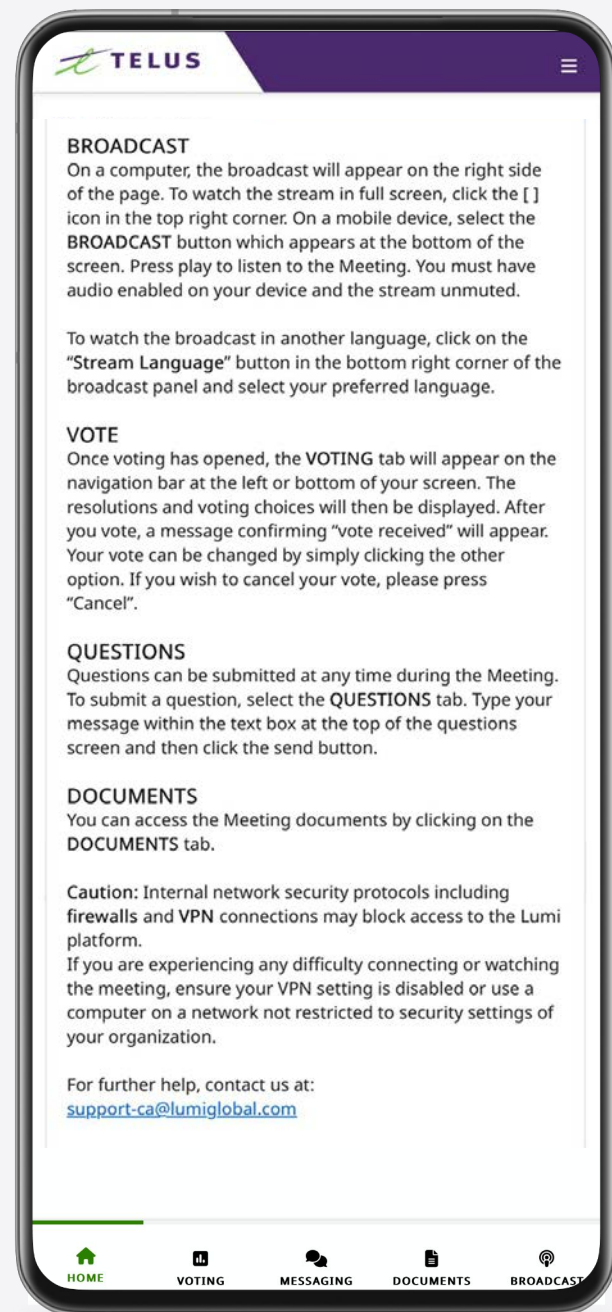 TELUS
BROADCAST
On a computer, the broadcast will appear on the right side
of the page. To watch the stream in full screen, click the [ ]
icon in the top right corner. On a mobile device, select the
BROADCAST button which appears at the bottom of the
screen. Press play to listen to the Meeting. You must have
audio enabled on your device and the stream unmuted.
To watch the broadcast in another language, click on the
“Stream Language” button in the bottom right corner of the
broadcast panel and select your preferred language.
VOTE
Once voting has opened, the VOTING tab will appear on the
navigation bar at the left or bottom of your screen. The
resolutions and voting choices will then be displayed. After
you vote, a message confirming “vote received” will appear.
Your vote can be changed by simply clicking the other
option. If you wish to cancel your vote, please press
“Cancel”.
QUESTIONS
Questions can be submitted at any time during the Meeting.
To submit a question, select the QUESTIONS tab. Type your
message within the text box at the top of the questions
screen and then click the send button.
DOCUMENTS
You can access the Meeting documents by clicking on the
DOCUMENTS tab.
Caution: Internal network security protocols including
firewalls and VPN connections may block access to the Lumi
platform.
If you are experiencing any difficulty connecting or watching
the meeting, ensure your VPN setting is disabled or use a
computer on a network not restricted to security settings of
your organization.
For further help, contact us at:
support-ca@lumiglobal.com
HOME VOTING MESSAGING DOCUMENTS BROADCAST